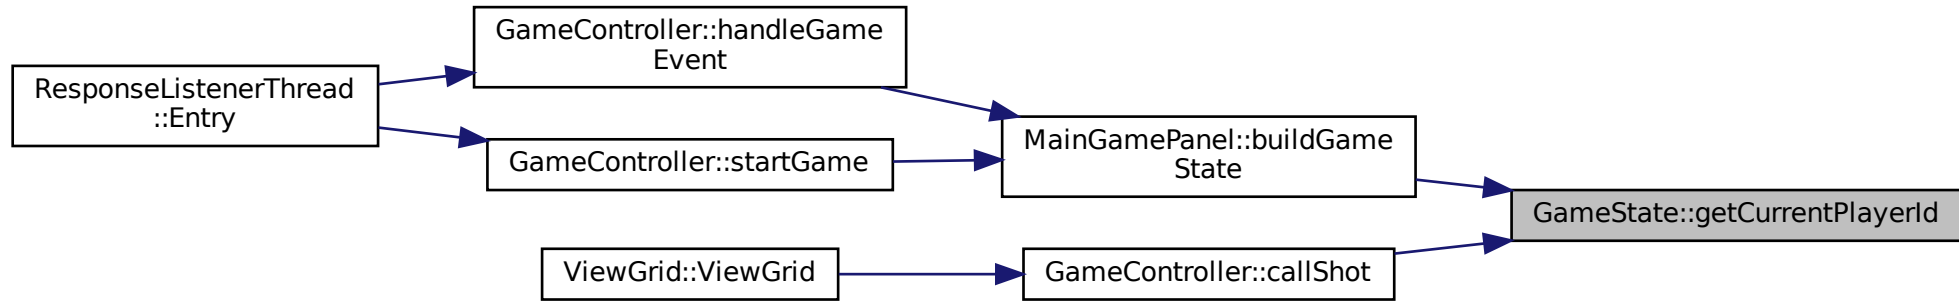 GameController::handleGame
Event
ResponseListenerThread
::Entry
MainGamePanel::buildGame
State
GameController::startGame
GameState::getCurrentPlayerId
ViewGrid::ViewGrid
GameController::callShot